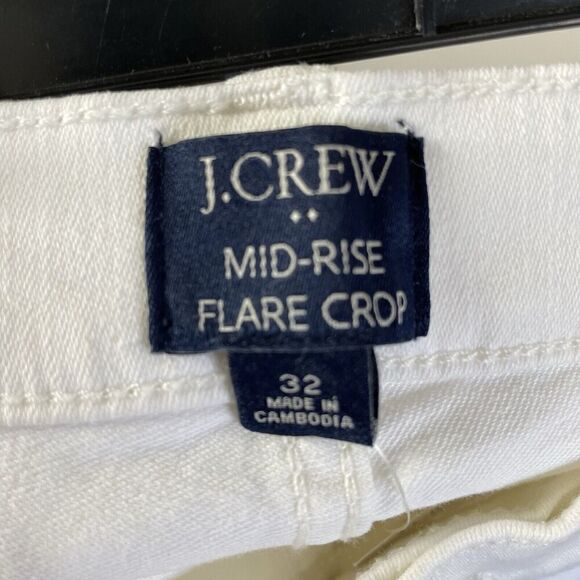 J.CREW
MID-RISE
FLARE CROP
32
MADE IN
CAMBODIA